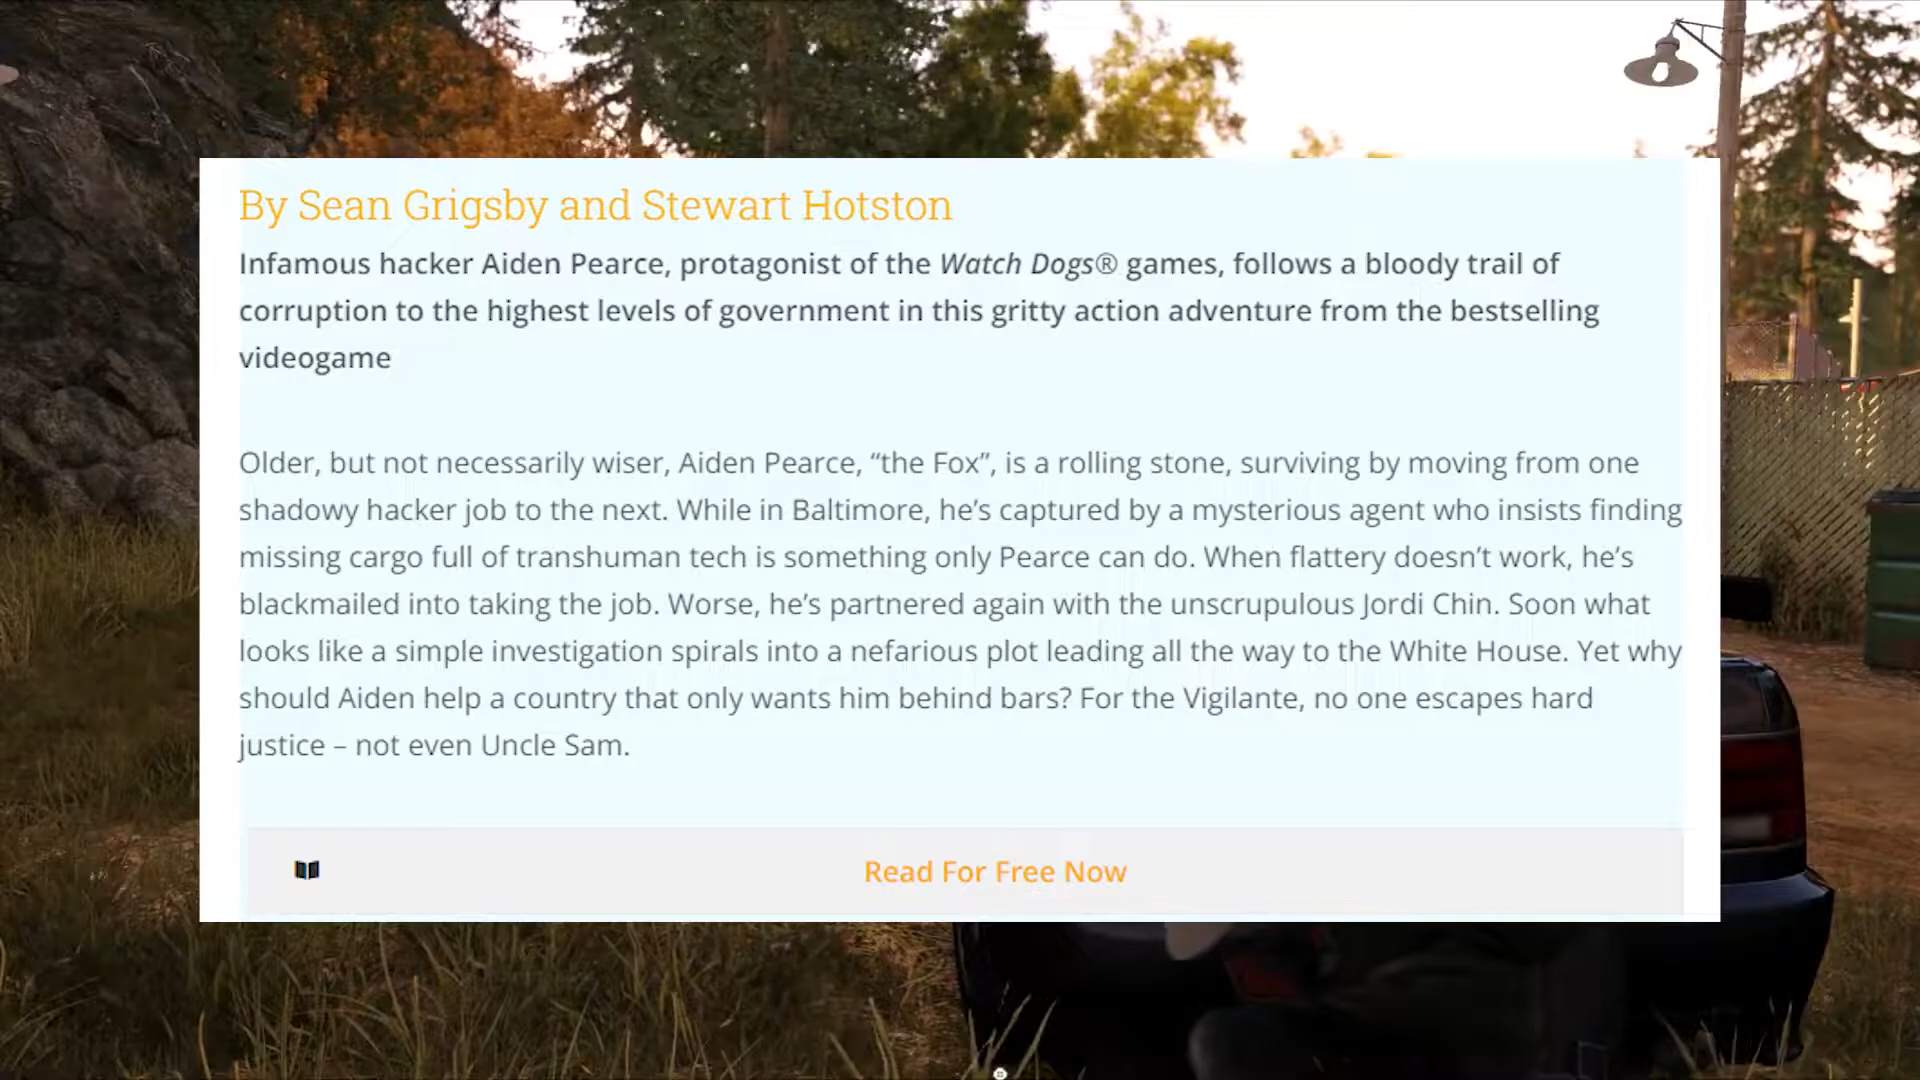 By Sean Grigsby and Stewart Hotston
Infamous hacker Aiden Pearce, protagonist of the Watch Dogs® games, follows a bloody trail of
corruption to the highest levels of government in this gritty action adventure from the bestselling
videogame
Older, but not necessarily wiser, Aiden Pearce, “the Fox”, is a rolling stone, surviving by moving from one
shadowy hacker job to the next. While in Baltimore, he’s captured by a mysterious agent who insists finding
missing cargo full of transhuman tech is something only Pearce can do. When flattery doesn’t work, he’s
blackmailed into taking the job. Worse, he’s partnered again with the unscrupulous Jordi Chin. Soon what
looks like a simple investigation spirals into a nefarious plot leading all the way to the White House. Yet why
should Aiden help a country that only wants him behind bars? For the Vigilante, no one escapes hard
justice – not even Uncle Sam.
Read For Free Now